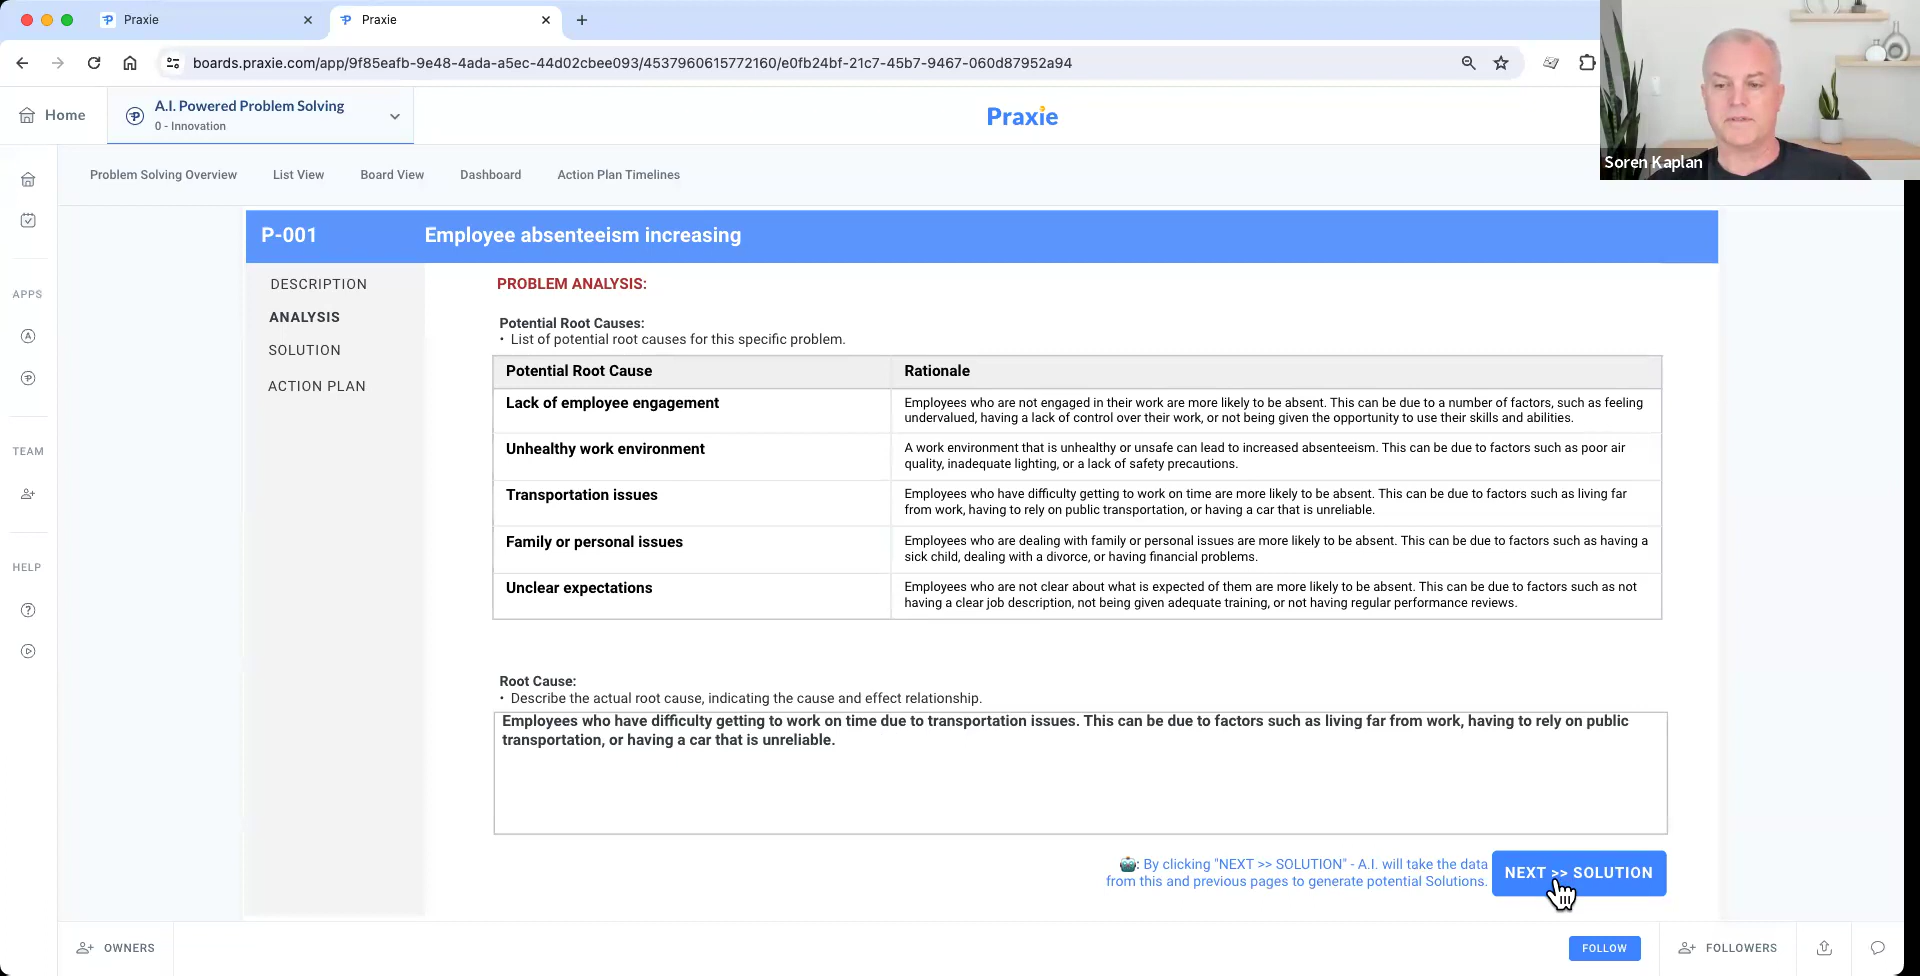 Praxie
Praxie
boards.praxie.com/app/9f85eafb-9e48-4ada-a5ec-44d02cbee093/4537960615772160/e0fb24bf-21c7-45b7-9467-060d87952a94
Home
A.I. Powered Problem Solving
0 - Innovation
Praxie
Soren Kaplan
Problem Solving Overview
List View
Board View
Dashboard
Action Plan Timelines
APPS
A
TEAM
HELP
P-001
Employee absenteeism increasing
DESCRIPTION
ANALYSIS
SOLUTION
ACTION PLAN
PROBLEM ANALYSIS:
Potential Root Causes:
• List of potential root causes for this specific problem.
Potential Root Cause
Rationale
Lack of employee engagement
Employees who are not engaged in their work are more likely to be absent. This can be due to a number of factors, such as feeling
undervalued, having a lack of control over their work, or not being given the opportunity to use their skills and abilities.
Unhealthy work environment
A work environment that is unhealthy or unsafe can lead to increased absenteeism. This can be due to factors such as poor air
quality, inadequate lighting, or a lack of safety precautions.
Transportation issues
Employees who have difficulty getting to work on time are more likely to be absent. This can be due to factors such as living far
from work, having to rely on public transportation, or having a car that is unreliable.
Family or personal issues
Employees who are dealing with family or personal issues are more likely to be absent. This can be due to factors such as having a
sick child, dealing with a divorce, or having financial problems.
Unclear expectations
Employees who are not clear about what is expected of them are more likely to be absent. This can be due to factors such as not
having a clear job description, not being given adequate training, or not having regular performance reviews.
Root Cause:
• Describe the actual root cause, indicating the cause and effect relationship.
Employees who have difficulty getting to work on time due to transportation issues. This can be due to factors such as living far from work, having to rely on public
transportation, or having a car that is unreliable.
: By clicking "NEXT >> SOLUTION" - A.I. will take the data
from this and previous pages to generate potential Solutions.
NEXT >> SOLUTION
OWNERS
FOLLOW
FOLLOWERS